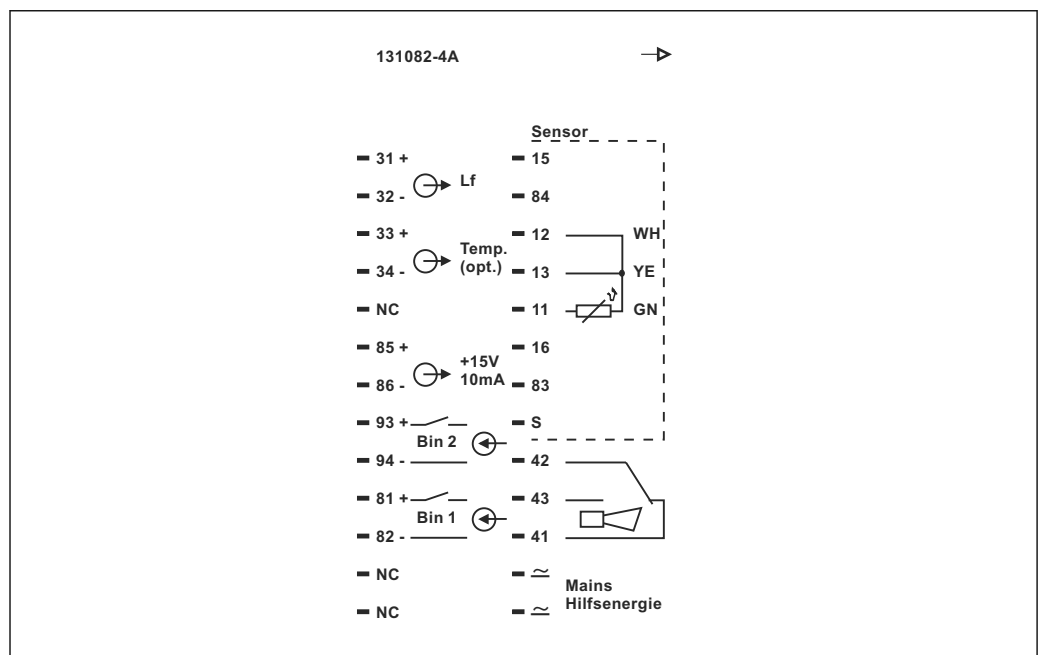 131082-4A
Sensor
31 +
15
Lf
32 -
84
33 +
12
WH
Temp.
(opt.)
34 -
13
YE
NC
11
GN
85 +
16
+15V
10mA
86 -
83
93 +
S
Bin 2
94 -
42
81 +
43
Bin 1
82 -
41
NC
≃
Mains
Hilfsenergie
NC
≃